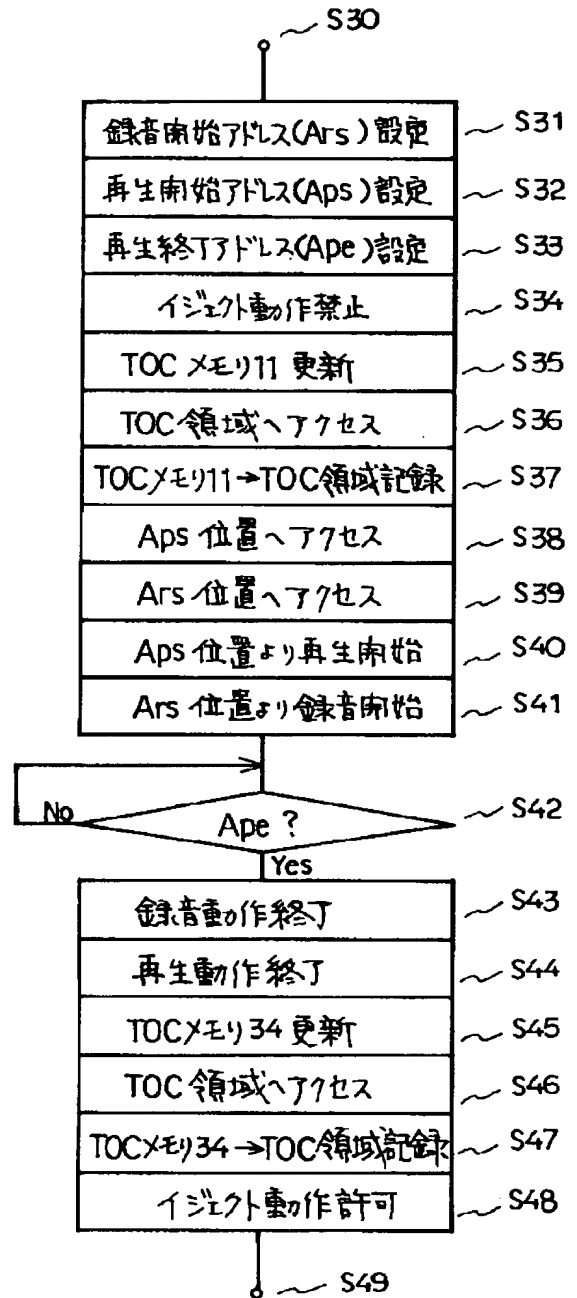 S30
録音開始アドレス(Ars)設定 S31
再生開始アドレス(Aps)設定 S32
再生終了アドレス(Ape)設定 S33
イジェクト動作禁止 S34
TOCメモリ11更新 S35
TOC領域へアクセス S36
TOCメモリ11→TOC領域記録 S37
Aps位置へアクセス S38
Ars位置へアクセス S39
Aps位置より再生開始 S40
Ars位置より録音開始 S41
Ape? S42
No
Yes
録音動作終了 S43
再生動作終了 S44
TOCメモリ34更新 S45
TOC領域へアクセス S46
TOCメモリ34→TOC領域記録 S47
イジェクト動作許可 S48
S49